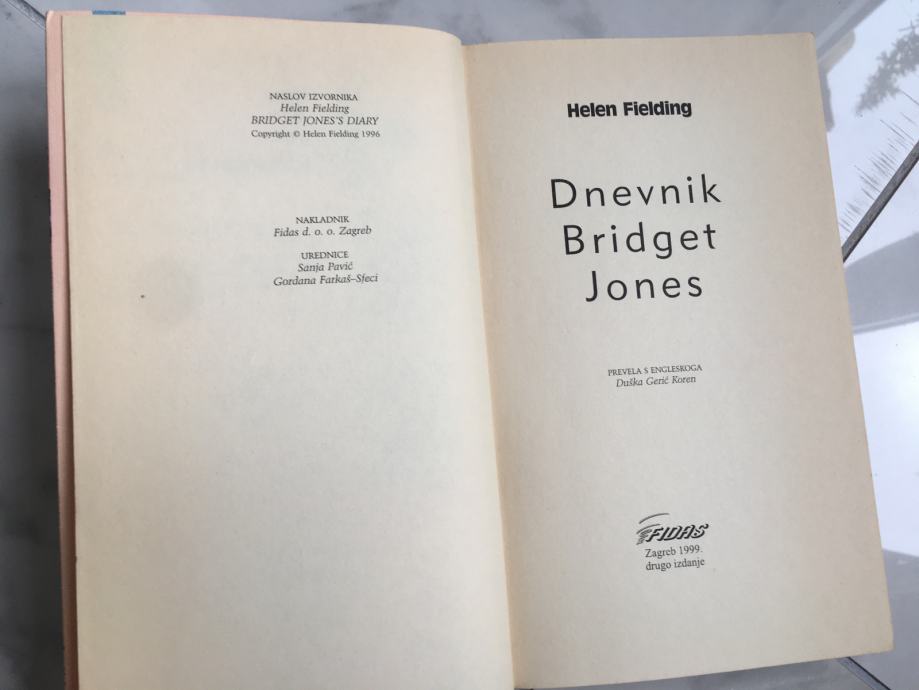 NASLOV IZVORNIKA
Helen Fielding
BRIDGET JONES'S DIARY
Copyright © Helen Fielding 1996
NAKLADNIK
Fidas d. o. o. Zagreb
UREDNICE
Sanja Pavić
Gordana Farkaš–Sfeci
Helen Fielding
Dnevnik
Bridget
Jones
PREVELA S ENGLESKOGA
Duška Gerić Koren
FIDAS
Zagreb 1999.
drugo izdanje